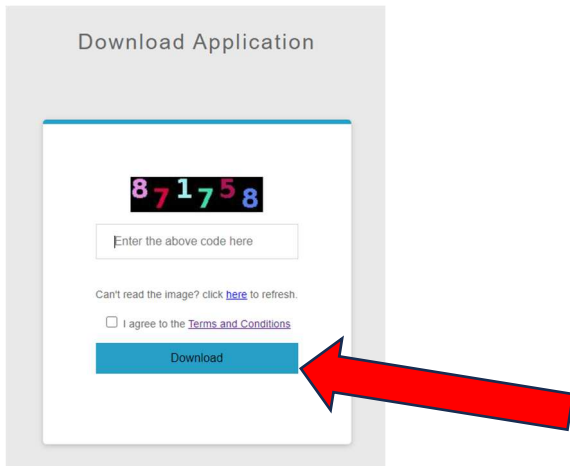 Download Application
871758
Enter the above code here
Can't read the image? click here to refresh.
I agree to the Terms and Conditions
Download